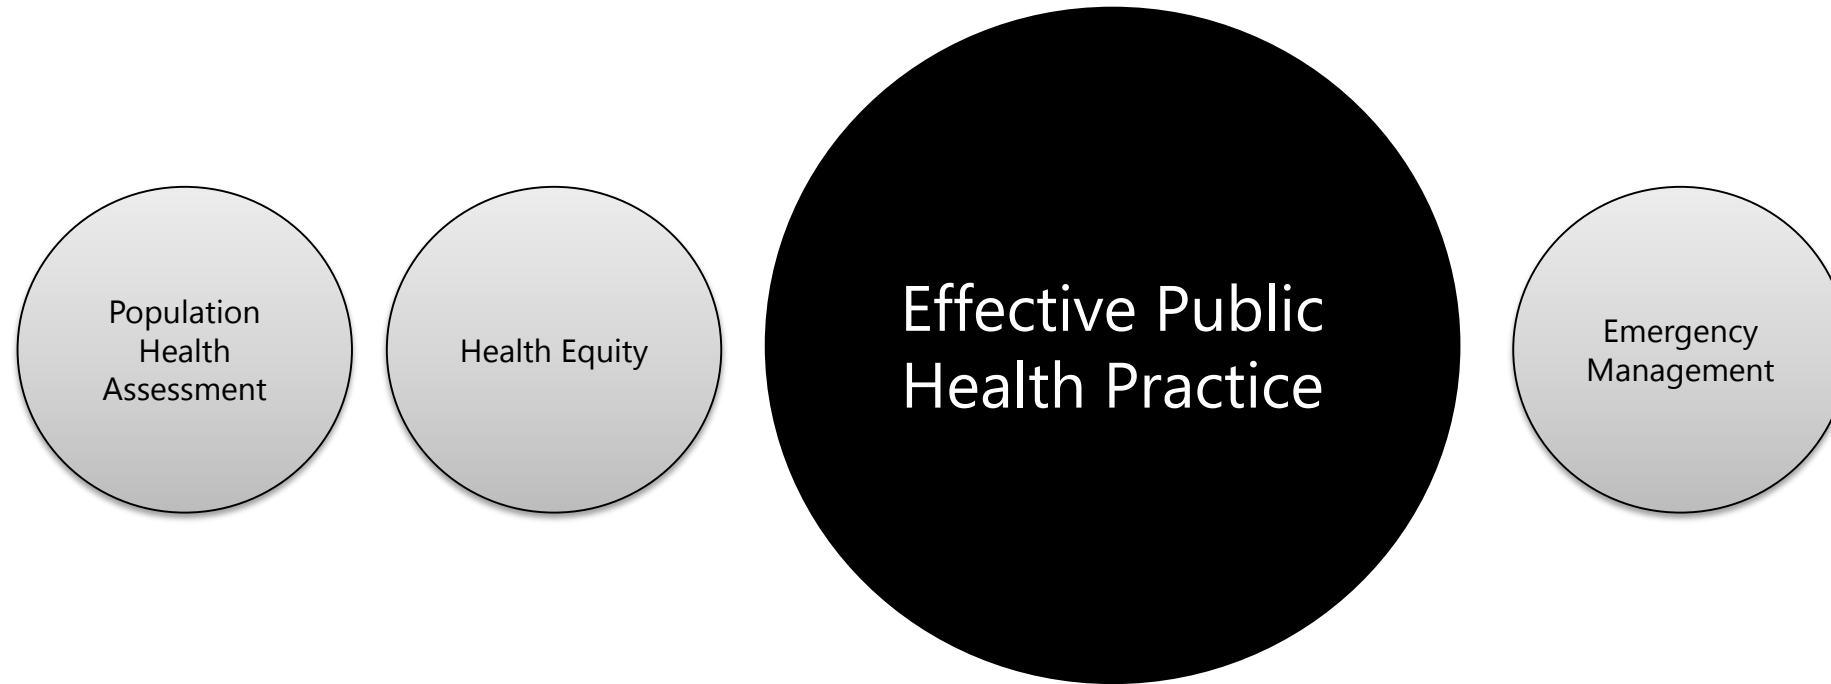 Population
Health
Assessment
Health Equity
Effective Public
Health Practice
Emergency
Management